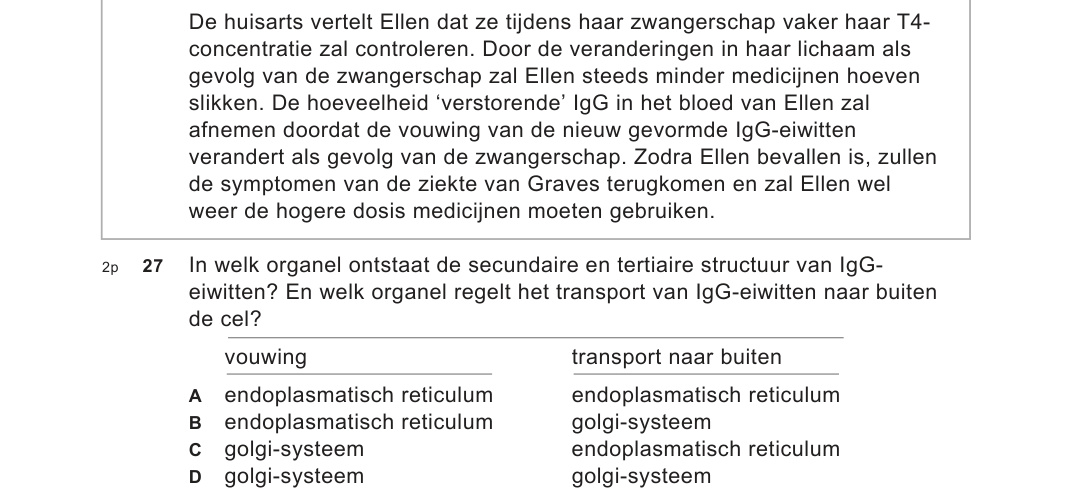 De huisarts vertelt Ellen dat ze tijdens haar zwangerschap vaker haar T4-
concentratie zal controleren. Door de veranderingen in haar lichaam als
gevolg van de zwangerschap zal Ellen steeds minder medicijnen hoeven
slikken. De hoeveelheid ‘verstorende’ IgG in het bloed van Ellen zal
afnemen doordat de vouwing van de nieuw gevormde IgG-eiwitten
verandert als gevolg van de zwangerschap. Zodra Ellen bevallen is, zullen
de symptomen van de ziekte van Graves terugkomen en zal Ellen wel
weer de hogere dosis medicijnen moeten gebruiken.
2p 27 In welk organel ontstaat de secundaire en tertiaire structuur van IgG-
eiwitten? En welk organel regelt het transport van IgG-eiwitten naar buiten
de cel?
vouwing transport naar buiten
A endoplasmatisch reticulum endoplasmatisch reticulum
B endoplasmatisch reticulum golgi-systeem
C golgi-systeem endoplasmatisch reticulum
D golgi-systeem golgi-systeem